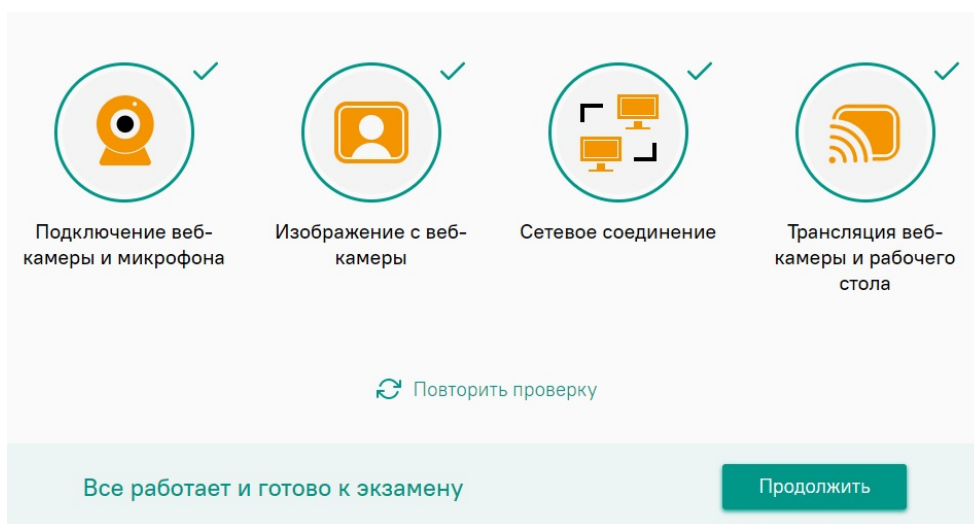 Подключение веб-
камеры и микрофона
Изображение с веб-
камеры
Сетевое соединение
Трансляция веб-
камеры и рабочего
стола
Повторить проверку
Все работает и готово к экзамену
Продолжить